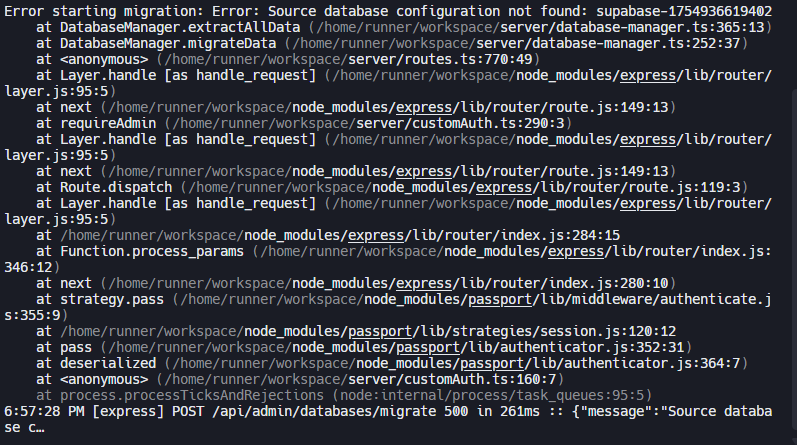 Error starting migration: Error: Source database configuration not found: supabase-1754936619402
at DatabaseManager.extractAllData (/home/runner/workspace/server/database-manager.ts:365:13)
at DatabaseManager.migrateData (/home/runner/workspace/server/database-manager.ts:252:37)
at <anonymous> (/home/runner/workspace/server/routes.ts:770:49)
at Layer.handle [as handle_request] (/home/runner/workspace/node_modules/express/lib/router/
layer.js:95:5)
at next (/home/runner/workspace/node_modules/express/lib/router/route.js:149:13)
at requireAdmin (/home/runner/workspace/server/customAuth.ts:290:3)
at Layer.handle [as handle_request] (/home/runner/workspace/node_modules/express/lib/router/
layer.js:95:5)
at next (/home/runner/workspace/node_modules/express/lib/router/route.js:149:13)
at Route.dispatch (/home/runner/workspace/node_modules/express/lib/router/route.js:119:3)
at Layer.handle [as handle_request] (/home/runner/workspace/node_modules/express/lib/router/
layer.js:95:5)
at /home/runner/workspace/node_modules/express/lib/router/index.js:284:15
at Function.process_params (/home/runner/workspace/node_modules/express/lib/router/index.js:
346:12)
at next (/home/runner/workspace/node_modules/express/lib/router/index.js:280:10)
at strategy.pass (/home/runner/workspace/node_modules/passport/lib/middleware/authenticate.j
s:355:9)
at /home/runner/workspace/node_modules/passport/lib/strategies/session.js:120:12
at pass (/home/runner/workspace/node_modules/passport/lib/authenticator.js:352:31)
at deserialized (/home/runner/workspace/node_modules/passport/lib/authenticator.js:364:7)
at <anonymous> (/home/runner/workspace/server/customAuth.ts:160:7)
at process.processTicksAndRejections (node:internal/process/task_queues:95:5)
6:57:28 PM [express] POST /api/admin/databases/migrate 500 in 261ms :: {"message":"Source databa
se c…